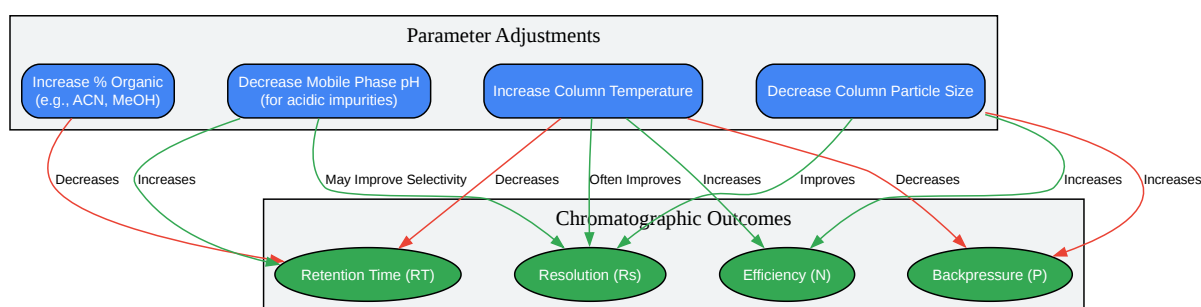 Parameter Adjustments
Increase % Organic
(e.g., ACN, MeOH)
Decrease Mobile Phase pH
(for acidic impurities)
Increase Column Temperature
Decrease Column Particle Size
Decreases
Increases
May Improve Selectivity
Decreases
Often Improves
Increases
Improves
Decreases
Increases
Increases
Chromatographic Outcomes
Retention Time (RT)
Resolution (Rs)
Efficiency (N)
Backpressure (P)